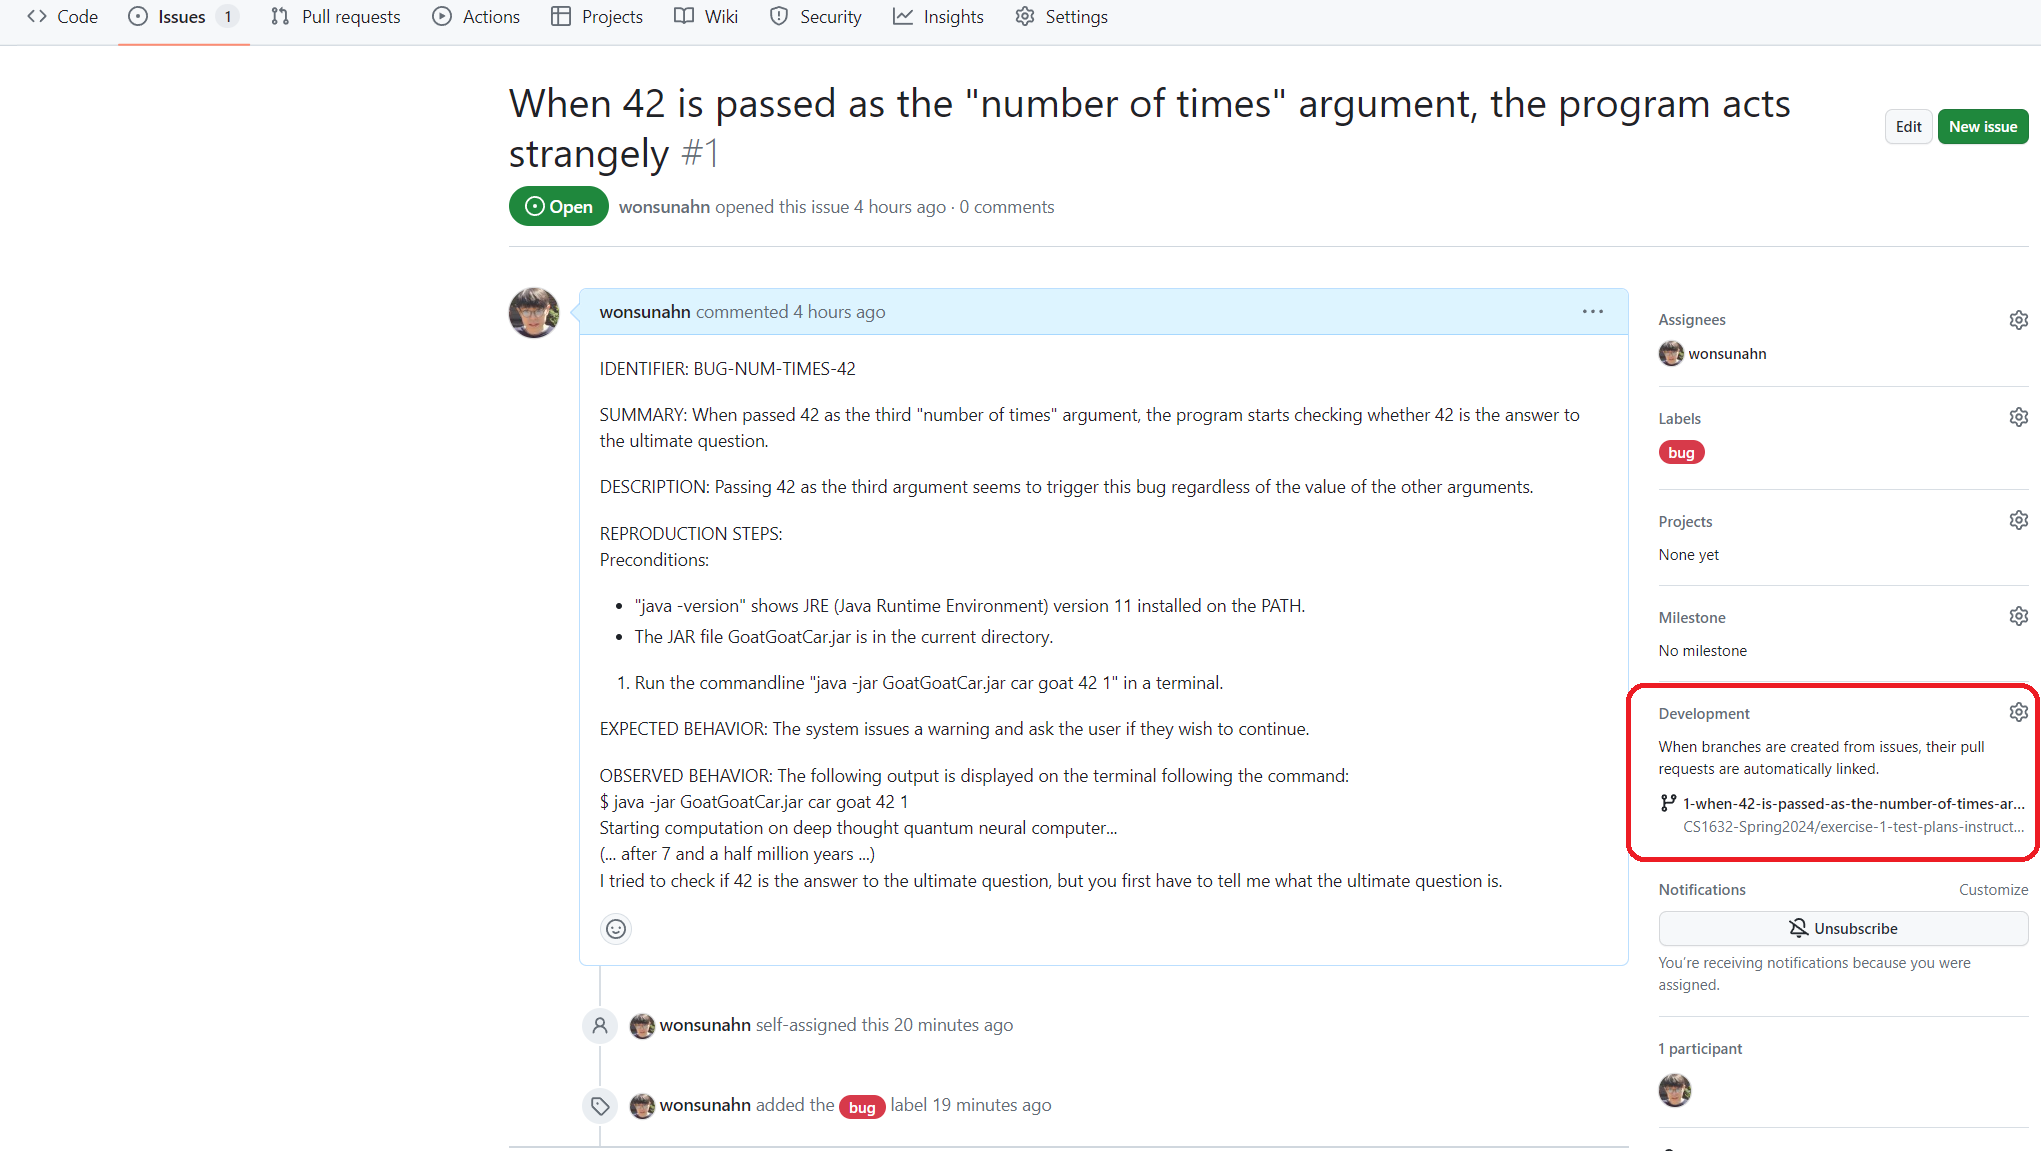 Code Issues 1 Pull requests Actions Projects Wiki Security Insights Settings
When 42 is passed as the "number of times" argument, the program acts
strangely #1
Edit New issue
Open wonsunahn opened this issue 4 hours ago · 0 comments
wonsunahn commented 4 hours ago
IDENTIFIER: BUG-NUM-TIMES-42
SUMMARY: When passed 42 as the third "number of times" argument, the program starts checking whether 42 is the answer to
the ultimate question.
DESCRIPTION: Passing 42 as the third argument seems to trigger this bug regardless of the value of the other arguments.
REPRODUCTION STEPS:
Preconditions:
• "java -version" shows JRE (Java Runtime Environment) version 11 installed on the PATH.
• The JAR file GoatGoatCar.jar is in the current directory.
1. Run the commandline "java -jar GoatGoatCar.jar car goat 42 1" in a terminal.
EXPECTED BEHAVIOR: The system issues a warning and ask the user if they wish to continue.
OBSERVED BEHAVIOR: The following output is displayed on the terminal following the command:
$ java -jar GoatGoatCar.jar car goat 42 1
Starting computation on deep thought quantum neural computer...
(... after 7 and a half million years ...)
I tried to check if 42 is the answer to the ultimate question, but you first have to tell me what the ultimate question is.
wonsunahn self-assigned this 20 minutes ago
wonsunahn added the bug label 19 minutes ago
Assignees
wonsunahn
Labels
bug
Projects
None yet
Milestone
No milestone
Development
When branches are created from issues, their pull
requests are automatically linked.
1-when-42-is-passed-as-the-number-of-times-ar...
CS1632-Spring2024/exercise-1-test-plans-instruct...
Notifications Customize
Unsubscribe
You're receiving notifications because you were
assigned.
1 participant